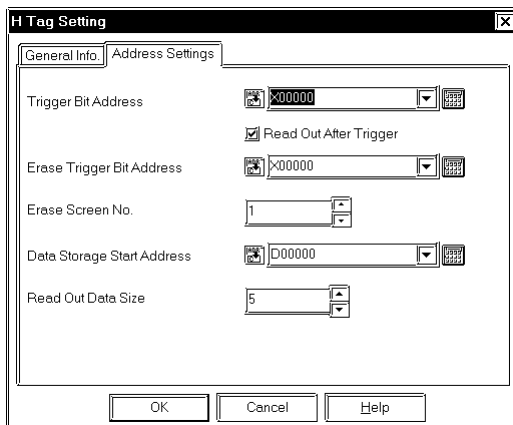 H Tag Setting
General Info. Address Settings
Trigger Bit Address X00000
Read Out After Trigger
Erase Trigger Bit Address X00000
Erase Screen No. 1
Data Storage Start Address D00000
Read Out Data Size 5
OK Cancel Help